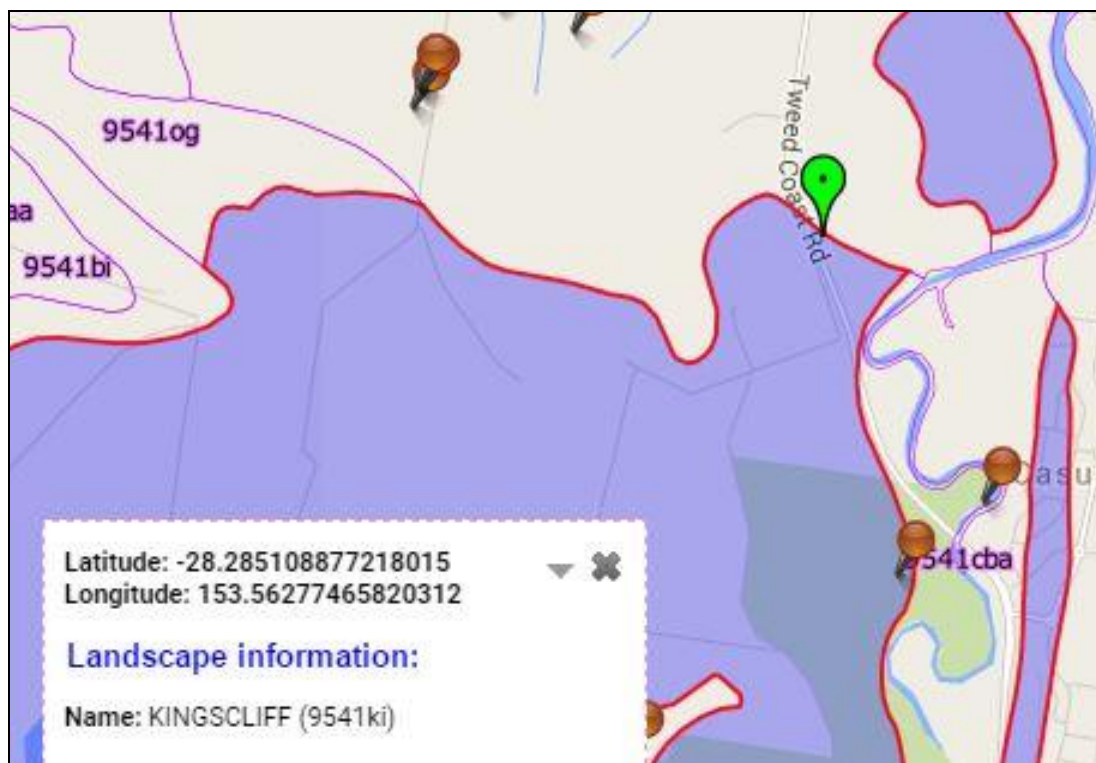 Tweed Coast Rd
9541og
aa
9541bi
Casu
9541cba
Latitude: -28.285108877218015
Longitude: 153.56277465820312
Landscape information:
Name: KINGSCLIFF (9541ki)